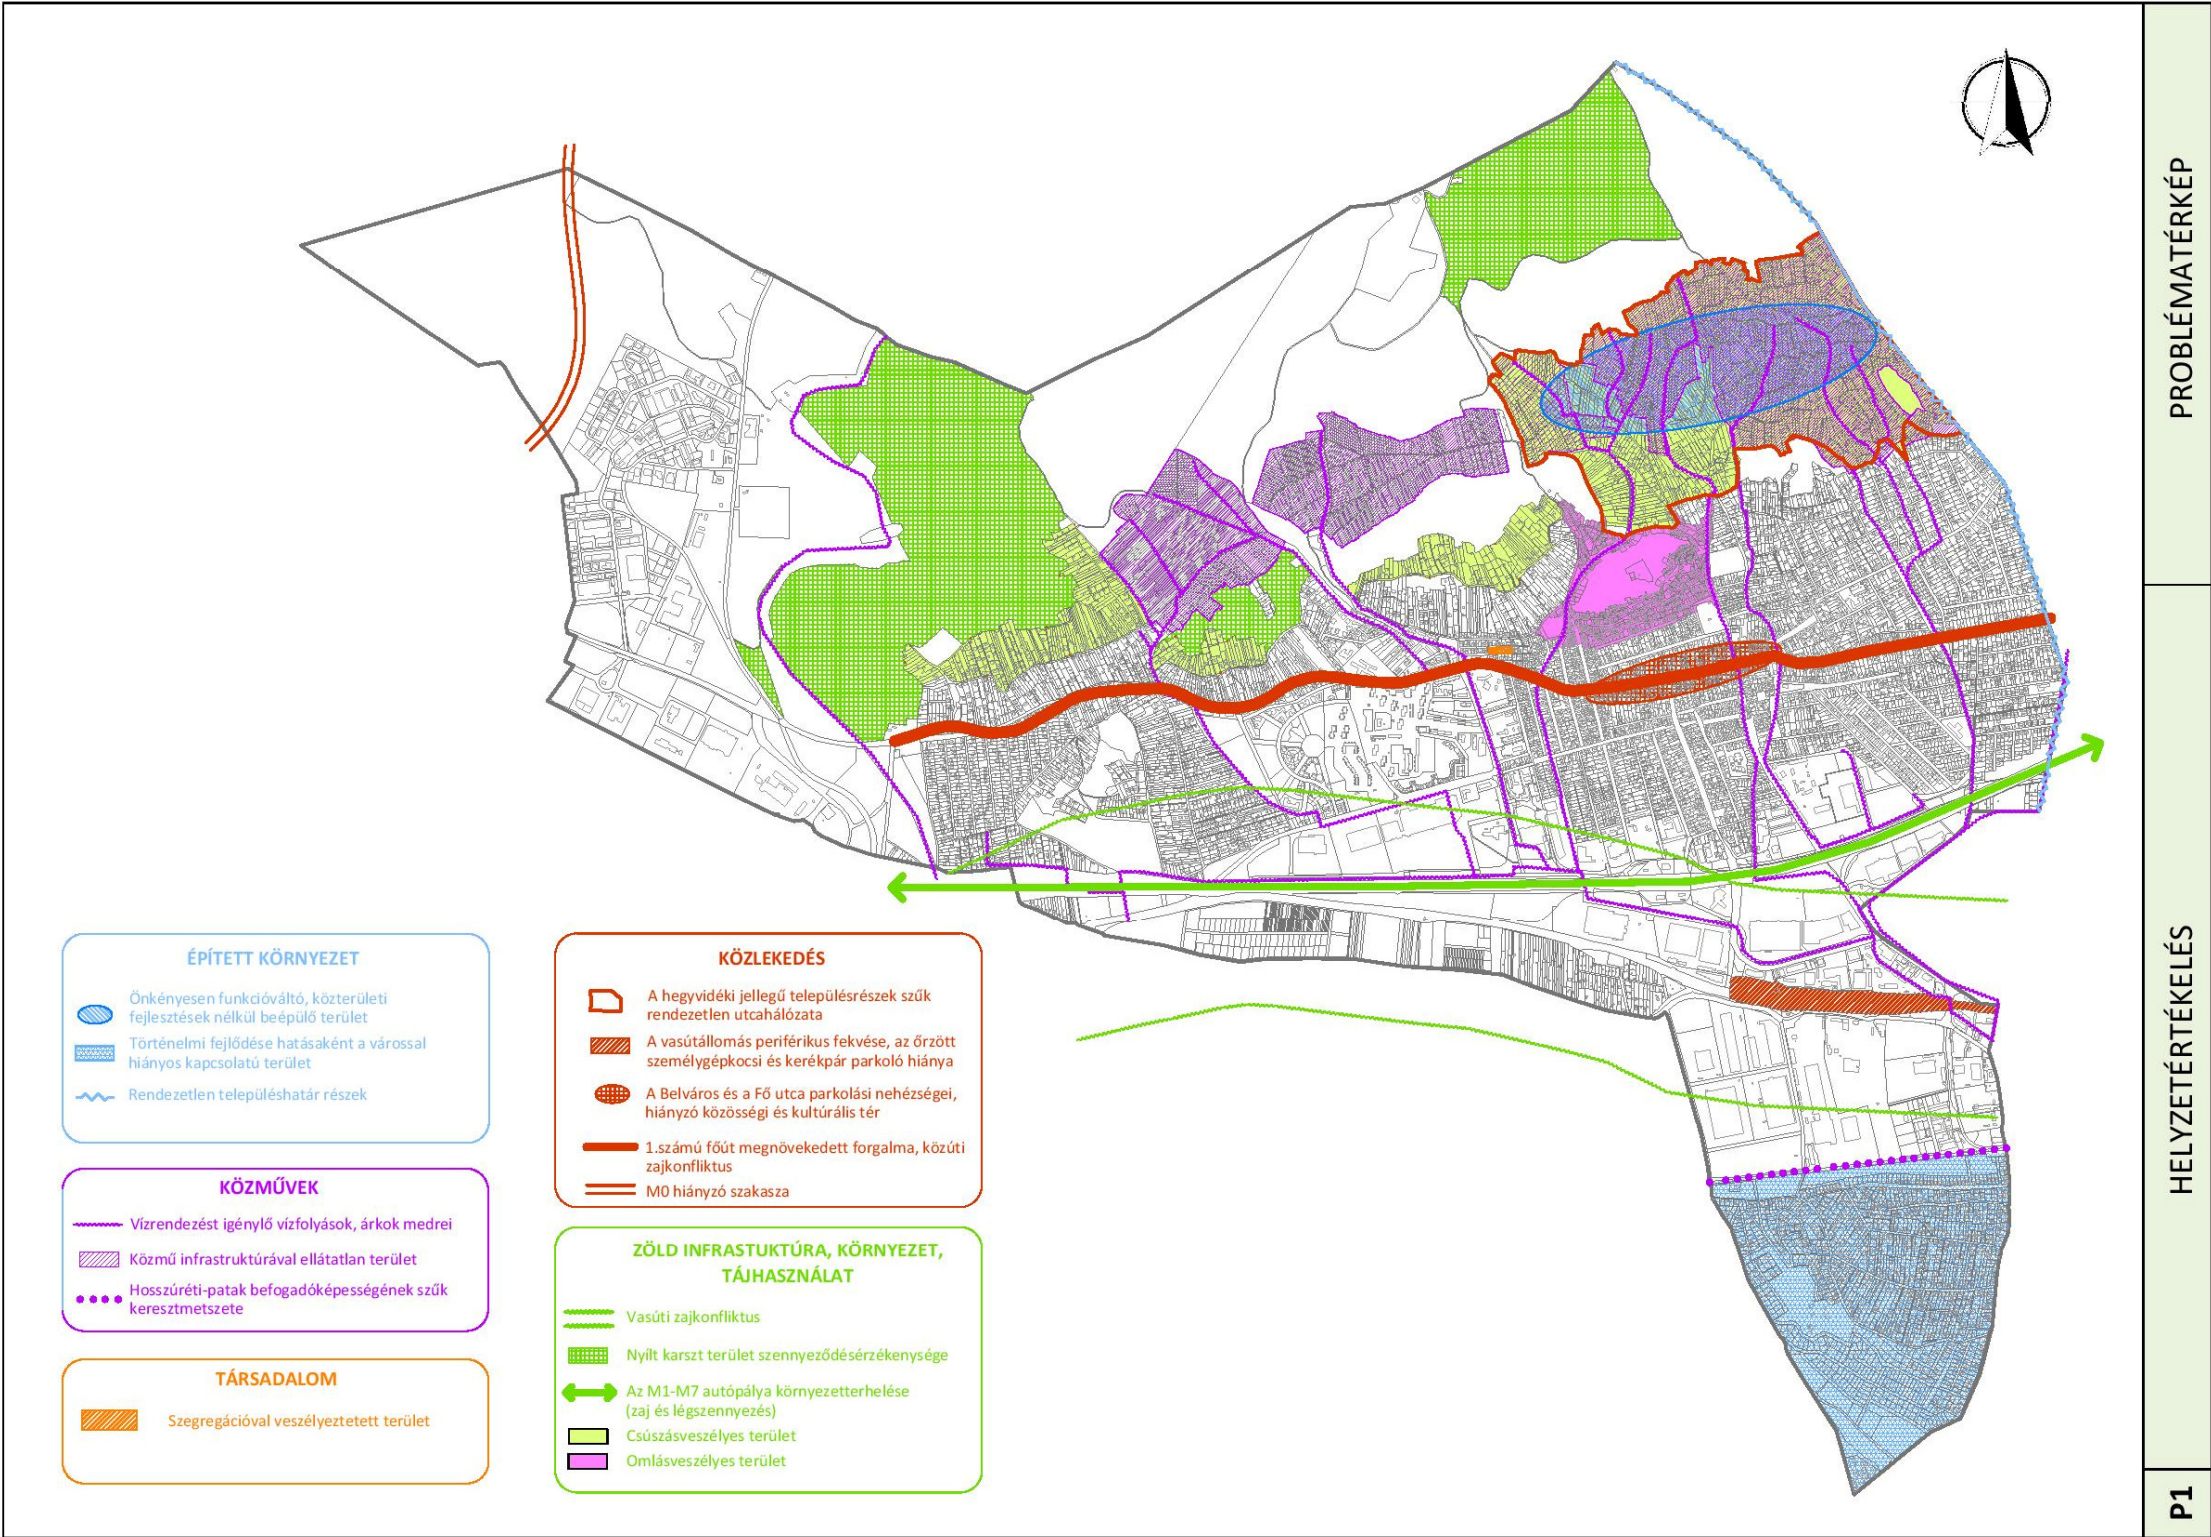 PROBLÉMATÉRKÉP
HELYZETÉRTÉKELÉS
P1
ÉPÍTETT KÖRNYEZET
Önkényesen funkcióváltó, közterületi
fejlesztések nélkül beépülő terület
Történelmi fejlődése hatásaként a várossal
hiányos kapcsolatú terület
Rendezetlen településhatár részek
KÖZMŰVEK
Vízrendezést igénylő vízfolyások, árkok medrei
Közmű infrastruktúrával ellátatlan terület
Hosszúréti-patak befogadóképességének szűk
keresztmetszete
TÁRSADALOM
Szegregációval veszélyeztetett terület
KÖZLEKEDÉS
A hegyvidéki jellegű településrészek szűk
rendezetlen utcahálózata
A vasútállomás periférikus fekvése, az őrzött
személygépkocsi és kerékpár parkoló hiánya
A Belváros és a Fő utca parkolási nehézségei,
hiányzó közösségi és kultúrális tér
1.számú főút megnövekedett forgalma, közúti
zajkonfliktus
M0 hiányzó szakasza
ZÖLD INFRASTUKTÚRA, KÖRNYEZET,
TÁJHASZNÁLAT
Vasúti zajkonfliktus
Nyílt karszt terület szennyeződésérzékenysége
Az M1-M7 autópálya környezetterhelése
(zaj és légszennyezés)
Csúszásveszélyes terület
Omlásveszélyes terület